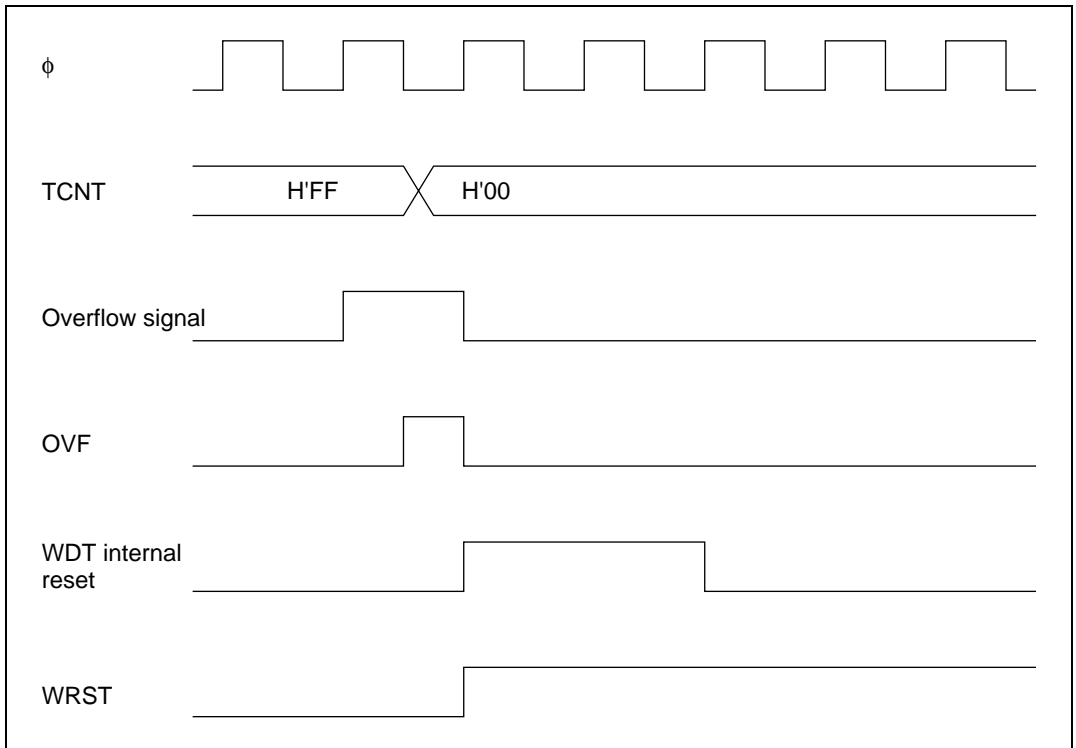 ϕ
TCNT
H'FF
H'00
Overflow signal
OVF
WDT internal
reset
WRST